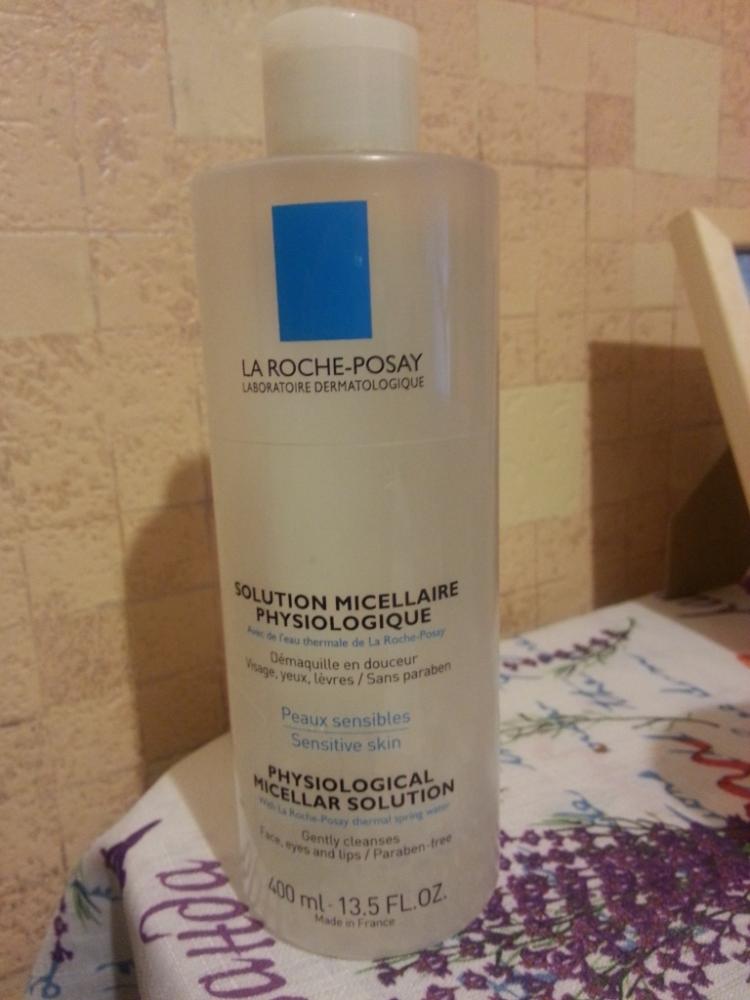 LA ROCHE-POSAY
LABORATOIRE DERMATOLOGIQUE
SOLUTION MICELLAIRE
PHYSIOLOGIQUE
Avec de l'eau thermale de La Roche-Posay
Démaquille en douceur
Visage, yeux, lèvres / Sans paraben
Peaux sensibles
Sensitive skin
PHYSIOLOGICAL
MICELLAR SOLUTION
With La Roche-Posay thermal spring water
Gently cleanses
Face, eyes and lips / Paraben-free
400 ml - 13.5 FL.OZ.
Made in France